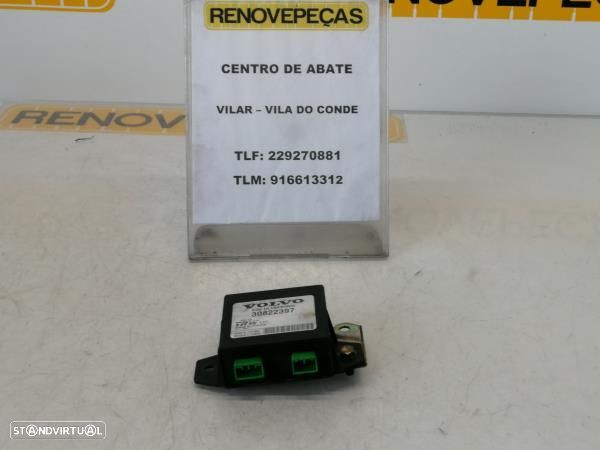 RENOVEPEÇAS
CENTRO DE ABATE
VILAR – VILA DO CONDE
TLF: 229270881
TLM: 916613312
RENOV
VOLVO
30822397
STANDVIRTUAL